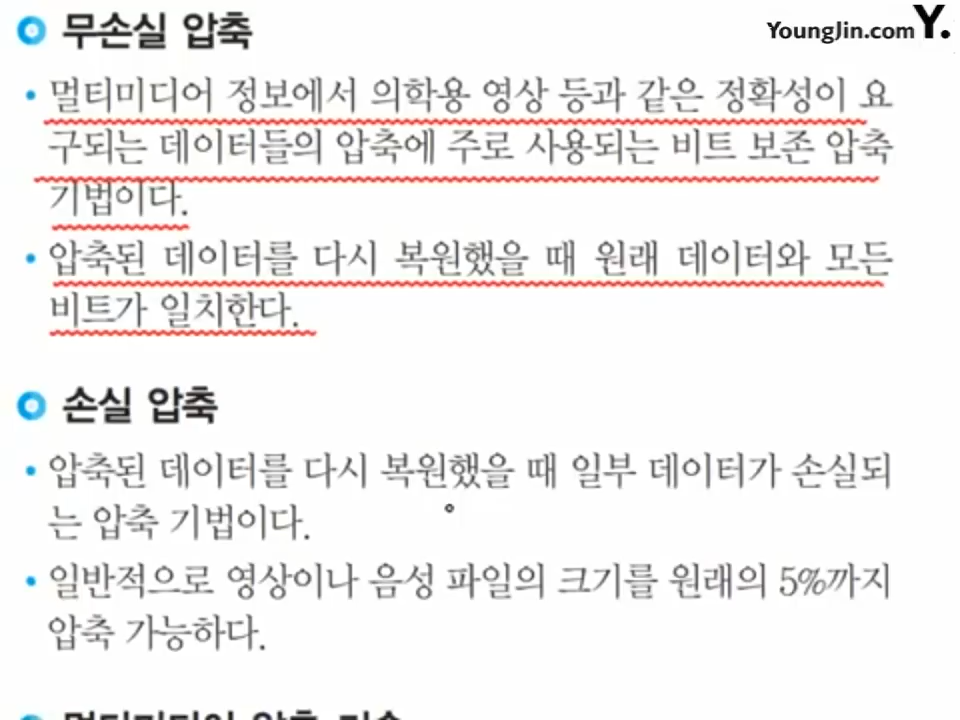 무손실 압축
YoungJin.com Y.
• 멀티미디어 정보에서 의학용 영상 등과 같은 정확성이 요
구되는 데이터들의 압축에 주로 사용되는 비트 보존 압축
기법이다.
• 압축된 데이터를 다시 복원했을 때 원래 데이터와 모든
비트가 일치한다.
손실 압축
• 압축된 데이터를 다시 복원했을 때 일부 데이터가 손실되
는 압축 기법이다.
• 일반적으로 영상이나 음성 파일의 크기를 원래의 5%까지
압축 가능하다.